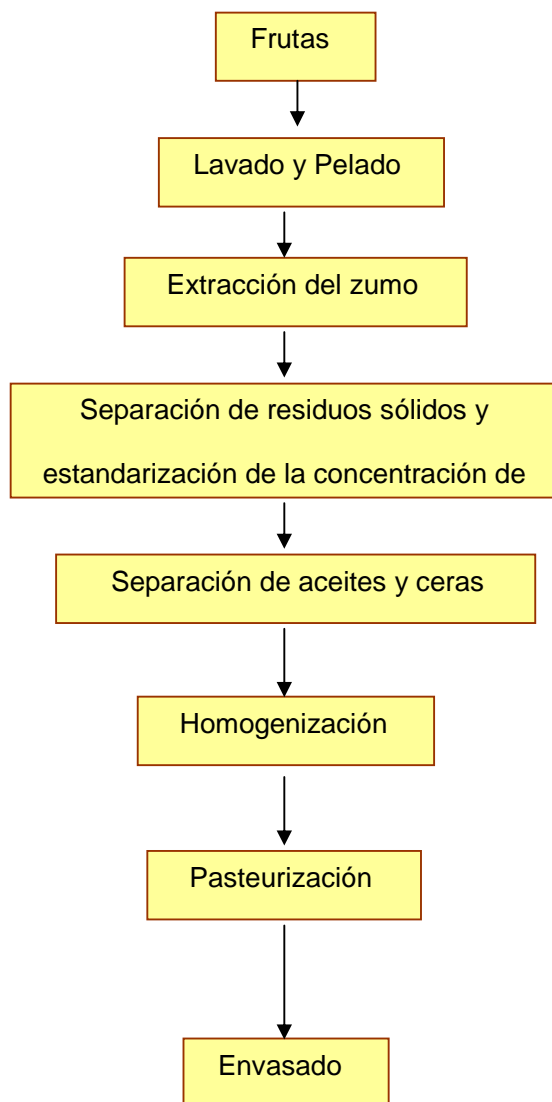 Frutas
Lavado y Pelado
Extracción del zumo
Separación de residuos sólidos y
estandarización de la concentración de
Separación de aceites y ceras
Homogenización
Pasteurización
Envasado